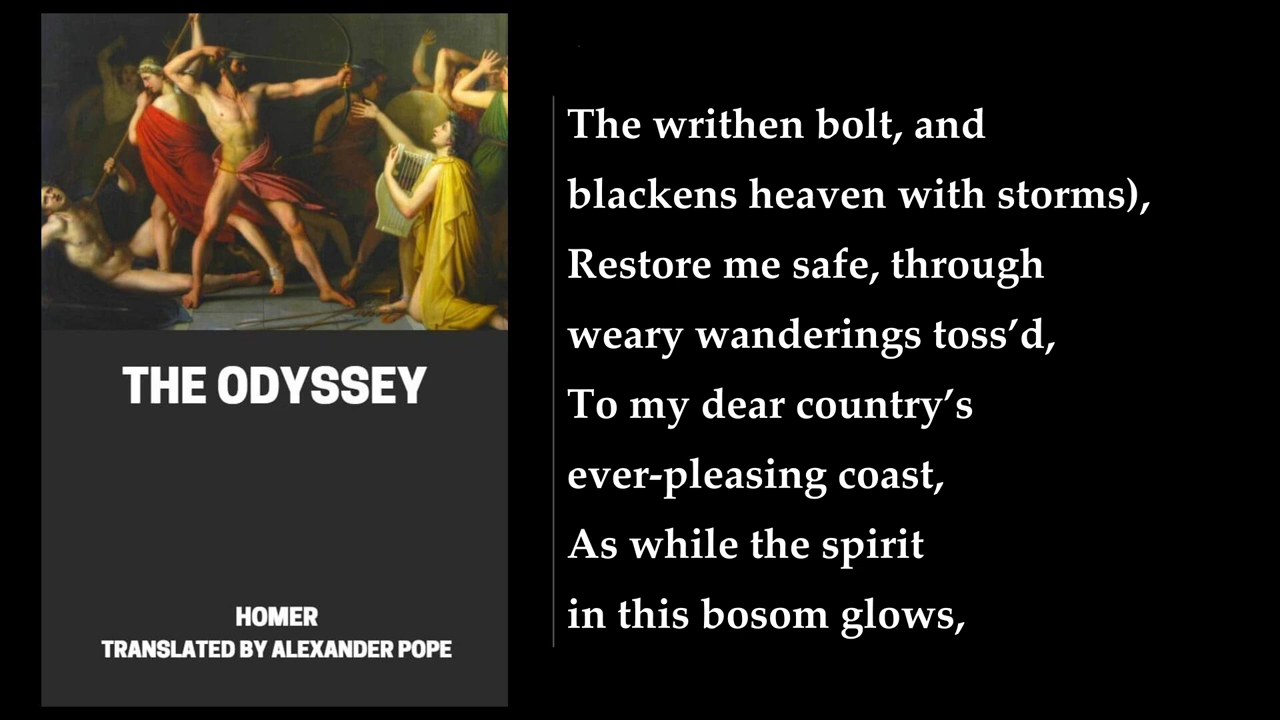 THE ODYSSEY
HOMER
TRANSLATED BY ALEXANDER POPE
The writhen bolt, and
blackens heaven with storms),
Restore me safe, through
weary wanderings toss’d,
To my dear country’s
ever-pleasing coast,
As while the spirit
in this bosom glows,